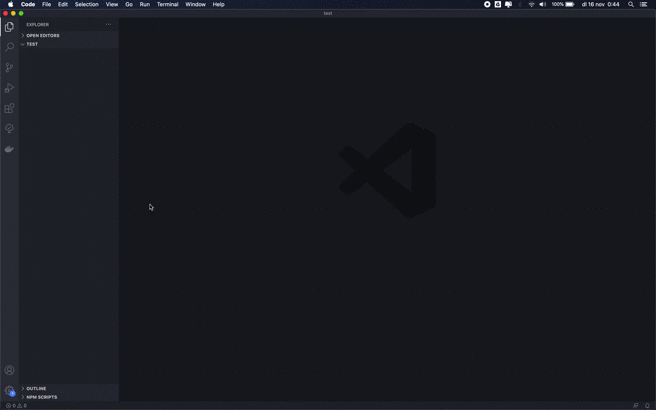 Code File Edit Selection View Go Run Terminal Window Help 100% di 16 nov 0:44
test
EXPLORER ...
OPEN EDITORS
TEST
OUTLINE
NPM SCRIPTS
0 0